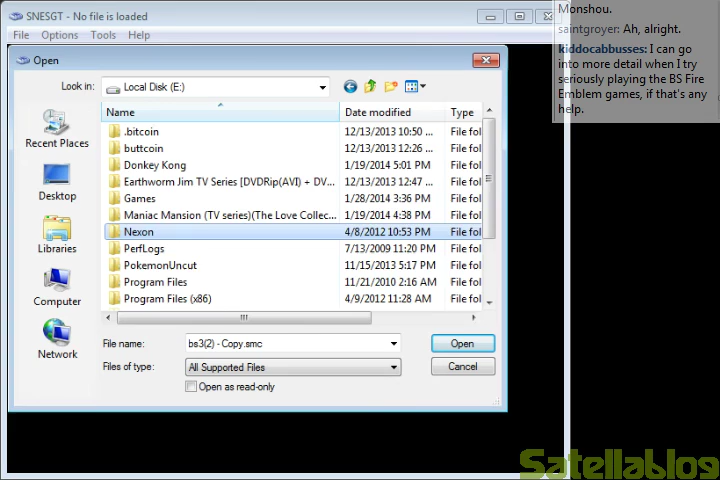 SNESGT - No file is loaded
File Options Tools Help
Open
Look in: Local Disk (E:)
Name Date modified Type
.bitcoin 12/13/2013 10:50 ... File fol
buttcoin 12/13/2013 12:26 ... File fol
Donkey Kong 1/19/2014 5:01 PM File fol
Earthworm Jim TV Series [DVDRip(AVI) + DV... 12/13/2013 12:47 ... File fol
Games 1/28/2014 3:36 PM File fol
Maniac Mansion (TV series)(The Love Collec... 1/19/2014 4:38 PM File fol
Nexon 4/8/2012 10:53 PM File fol
PerfLogs 7/13/2009 11:20 PM File fol
PokemonUncut 11/15/2013 5:17 PM File fol
Program Files 11/21/2010 2:16 AM File fol
Program Files (x86) 4/9/2012 11:28 AM File fol
Recent Places
Desktop
Libraries
Computer
Network
File name: bs3(2) - Copy.smc Open
Files of type: All Supported Files Cancel
Open as read-only
Monshou.
saintgroyer: Ah, alright.
kiddocabbusses: I can go
into more detail when I try
seriously playing the BS Fire
Emblem games, if that's any
help.
Satellablog